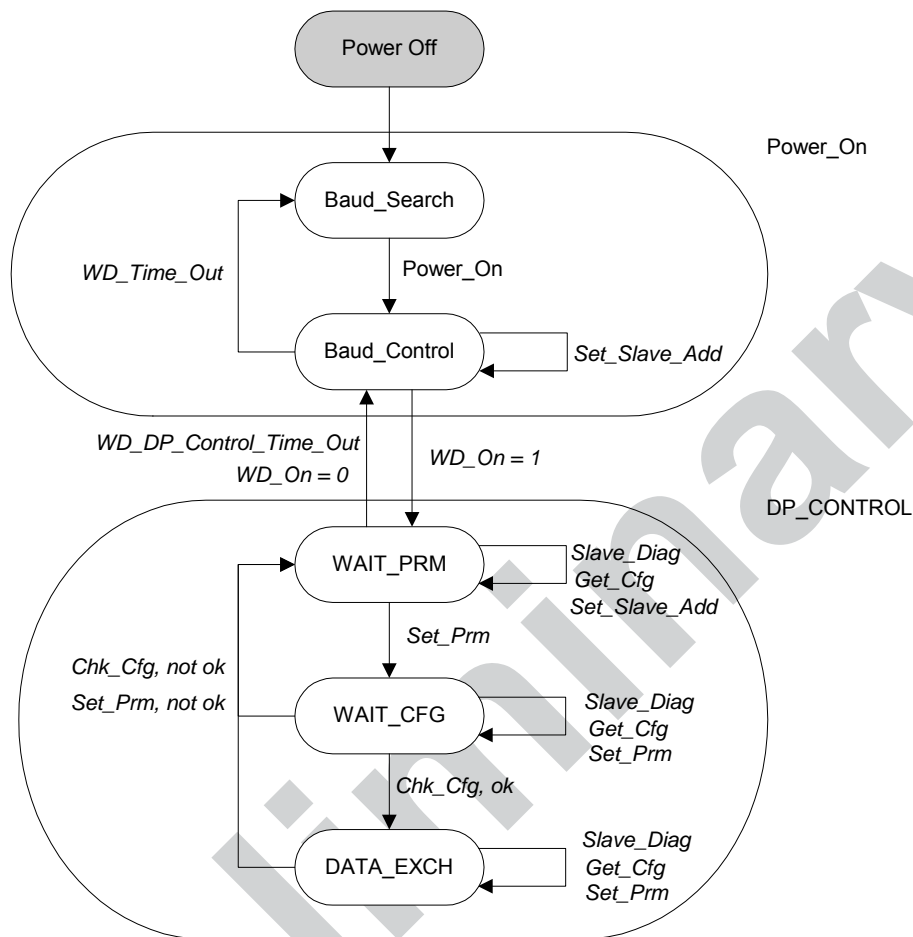 Power Off
Power_On
Baud_Search
WD_Time_Out
Power_On
Baud_Control
Set_Slave_Add
WD_DP_Control_Time_Out
WD_On = 0
WD_On = 1
DP_CONTROL
WAIT_PRM
Slave_Diag
Get_Cfg
Set_Slave_Add
Set_Prm
Chk_Cfg, not ok
Set_Prm, not ok
WAIT_CFG
Slave_Diag
Get_Cfg
Set_Prm
Chk_Cfg, ok
DATA_EXCH
Slave_Diag
Get_Cfg
Set_Prm
liminary